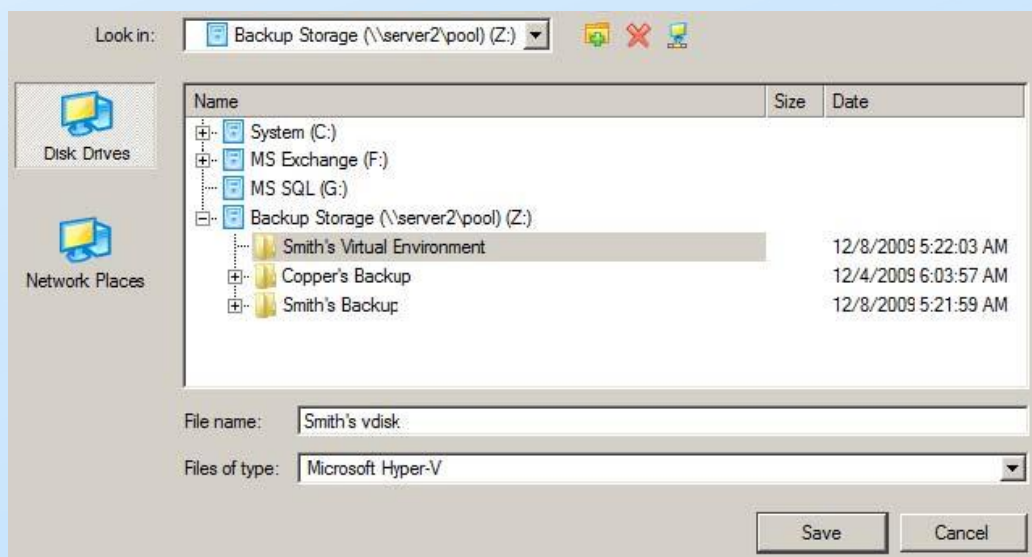 Look in: Backup Storage (\\server2\pool) (Z:)
Disk Drives
Network Places
Name Size Date
System (C:)
MS Exchange (F:)
MS SQL (G:)
Backup Storage (\\server2\pool) (Z:)
Smith's Virtual Environment 12/8/2009 5:22:03 AM
Copper's Backup 12/4/2009 6:03:57 AM
Smith's Backup 12/8/2009 5:21:59 AM
File name: Smith's vdisk
Files of type: Microsoft Hyper-V
Save Cancel